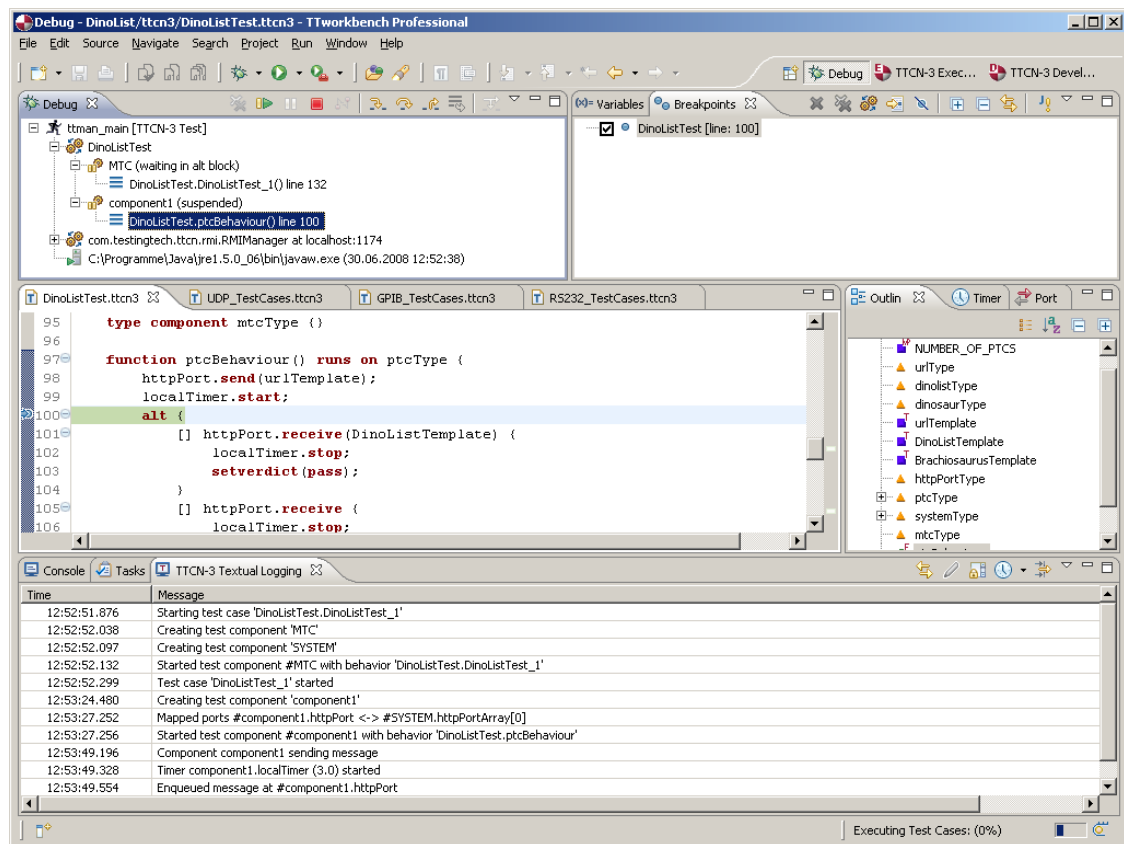 Debug - DinoList/ttcn3/DinoListTest.ttcn3 - TTworkbench Professional
File Edit Source Navigate Search Project Run Window Help
Debug TTCN-3 Exec... TTCN-3 Devel...
Debug
ttman_main [TTCN-3 Test]
DinoListTest
MTC (waiting in alt block)
DinoListTest.DinoListTest_1() line 132
component1 (suspended)
DinoListTest.ptcBehaviour() line 100
com.testingtech.ttcn.rmi.RMIManager at localhost:1174
C:\Programme\Java\jre1.5.0_06\bin\javaw.exe (30.06.2008 12:52:38)
(x)= Variables Breakpoints
DinoListTest [line: 100]
DinoListTest.ttcn3 UDP_TestCases.ttcn3 GPIB_TestCases.ttcn3 RS232_TestCases.ttcn3
95 type component mtcType {}
96
97 function ptcBehaviour() runs on ptcType {
98 httpPort.send(urlTemplate);
99 localTimer.start;
100 alt {
101 [] httpPort.receive(DinoListTemplate) {
102 localTimer.stop;
103 setverdict(pass);
104 }
105 [] httpPort.receive {
106 localTimer.stop;
Outlin Timer Port
NUMBER_OF_PTCS
urlType
dinolistType
dinosaurType
urlTemplate
DinoListTemplate
BrachiosaurusTemplate
httpPortType
ptcType
systemType
mtcType
Console Tasks TTCN-3 Textual Logging
Time Message
12:52:51.876 Starting test case 'DinoListTest.DinoListTest_1'
12:52:52.038 Creating test component 'MTC'
12:52:52.097 Creating test component 'SYSTEM'
12:52:52.132 Started test component #MTC with behavior 'DinoListTest.DinoListTest_1'
12:52:52.299 Test case 'DinoListTest_1' started
12:53:24.480 Creating test component 'component1'
12:53:27.252 Mapped ports #component1.httpPort <-> #SYSTEM.httpPortArray[0]
12:53:27.256 Started test component #component1 with behavior 'DinoListTest.ptcBehaviour'
12:53:49.196 Component component1 sending message
12:53:49.328 Timer component1.localTimer (3.0) started
12:53:49.554 Enqueued message at #component1.httpPort
Executing Test Cases: (0%)